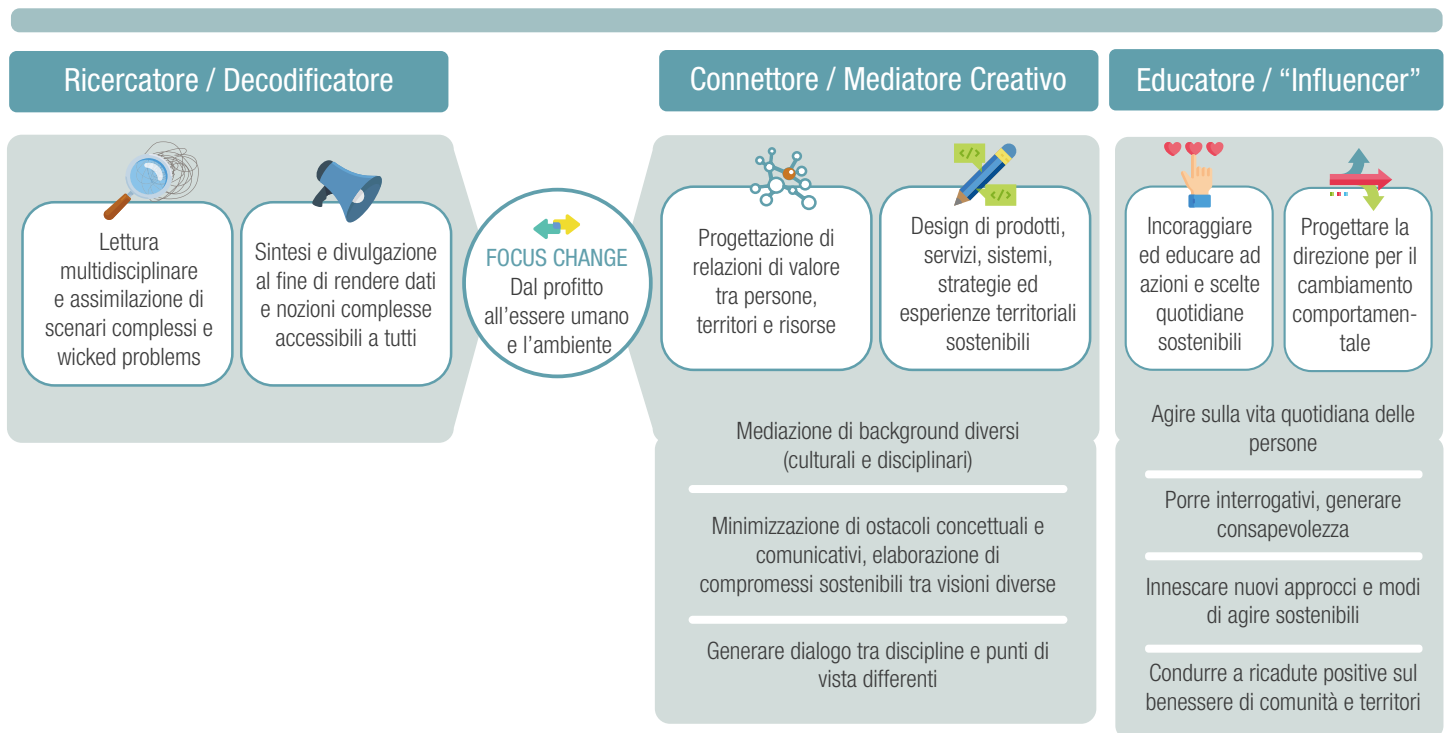 Ricercatore / Decodificatore
Lettura
multidisciplinare
e assimilazione di
scenari complessi e
wicked problems
Sintesi e divulgazione
al fine di rendere dati
e nozioni complesse
accessibili a tutti
FOCUS CHANGE
Dal profitto
all'essere umano
e l'ambiente
Connettore / Mediatore Creativo
Progettazione di
relazioni di valore
tra persone,
territori e risorse
</>
</>
Design di prodotti,
servizi, sistemi,
strategie ed
esperienze territoriali
sostenibili
Mediazione di background diversi
(culturali e disciplinari)
Minimizzazione di ostacoli concettuali e
comunicativi, elaborazione di
compromessi sostenibili tra visioni diverse
Generare dialogo tra discipline e punti di
vista differenti
Educatore / “Influencer”
Incoraggiare
ed educare ad
azioni e scelte
quotidiane
sostenibili
Progettare la
direzione per il
cambiamento
comportamen-
tale
Agire sulla vita quotidiana delle
persone
Porre interrogativi, generare
consapevolezza
Innescare nuovi approcci e modi
di agire sostenibili
Condurre a ricadute positive sul
benessere di comunità e territori